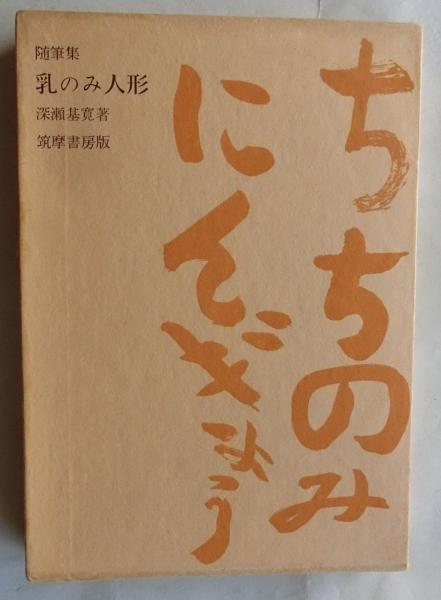 随筆集
乳のみ人形
深瀬基寛著
筑摩書房版
ちちのみ
にんぎょう